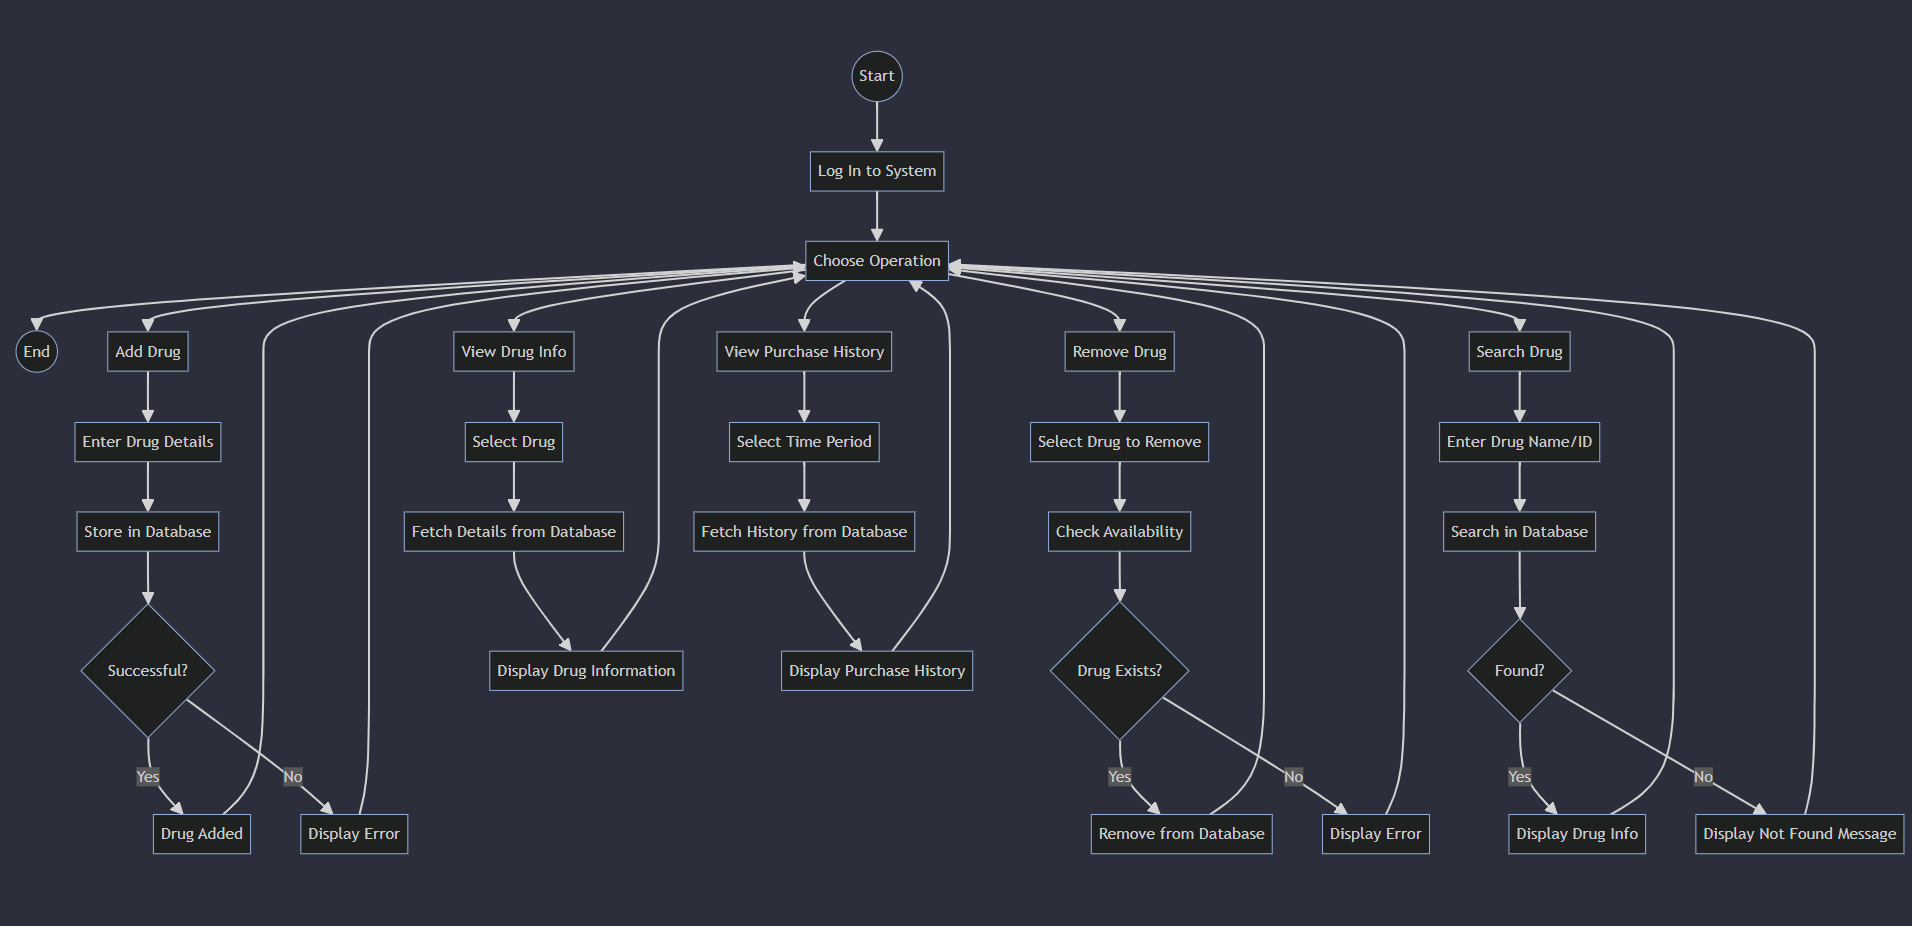 Start
Log In to System
Choose Operation
End
Add Drug
View Drug Info
View Purchase History
Remove Drug
Search Drug
Enter Drug Details
Select Drug
Select Time Period
Select Drug to Remove
Enter Drug Name/ID
Store in Database
Fetch Details from Database
Fetch History from Database
Check Availability
Search in Database
Successful?
Display Drug Information
Display Purchase History
Drug Exists?
Found?
Yes
No
Yes
No
Yes
No
Drug Added
Display Error
Remove from Database
Display Error
Display Drug Info
Display Not Found Message